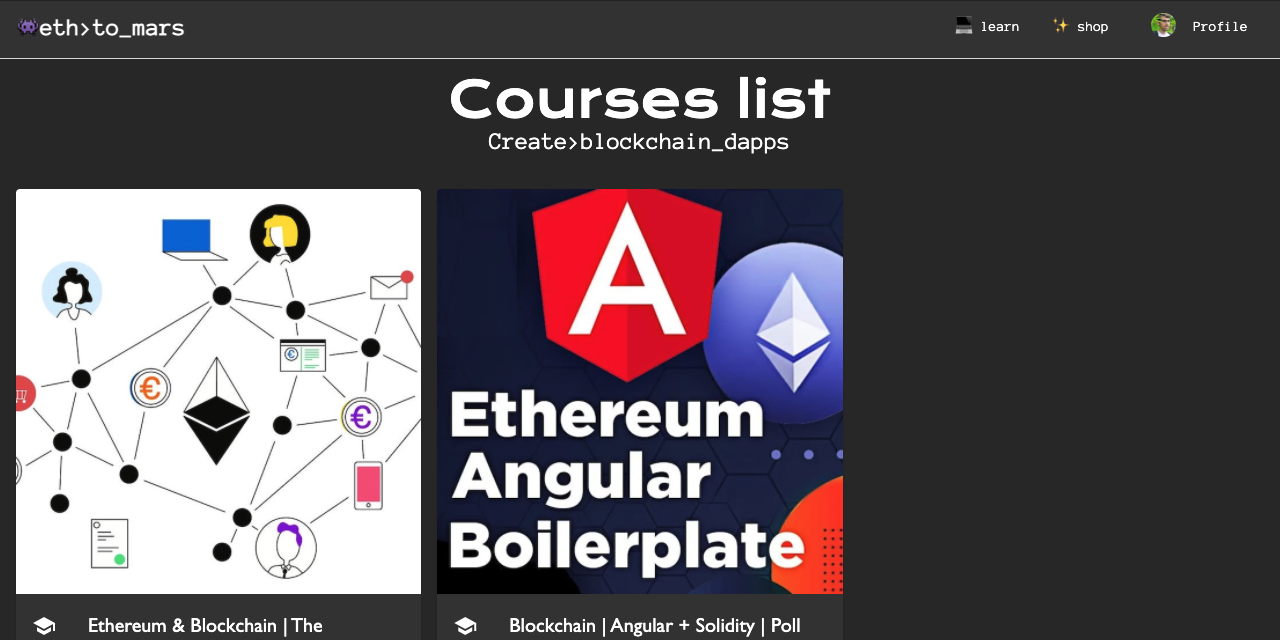 eth>to_mars
learn
shop
Profile
Courses list
Create>blockchain_dapps
Ethereum
Angular
Boilerplate
Ethereum & Blockchain | The
Blockchain | Angular + Solidity | Poll